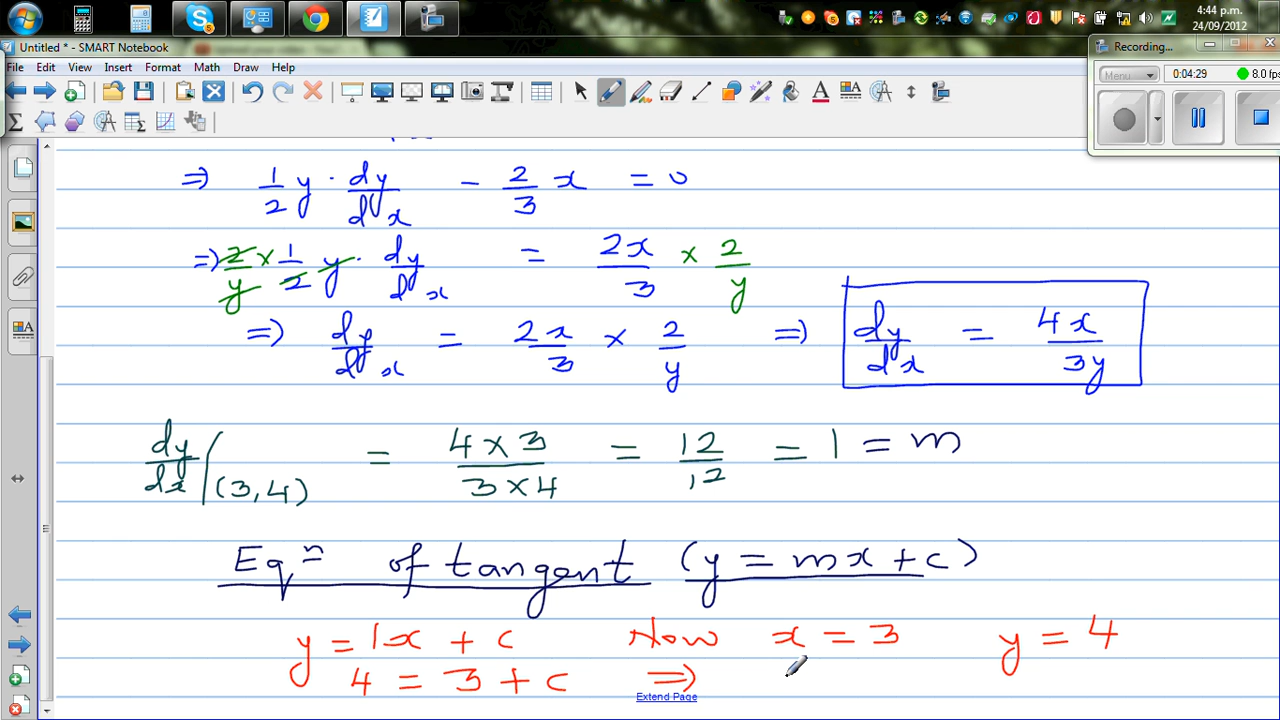 4:44 p.m.
24/09/2012
Untitled * - SMART Notebook
Recording...
File Edit View Insert Format Math Draw Help
Menu 0:04:29 8.0 fps
⇒ 1/2 y · dy/dx - 2/3 x = 0
⇒ 2/y × 1/2 y · dy/dx = 2x/3 × 2/y
⇒ dy/dx = 2x/3 × 2/y ⇒ dy/dx = 4x/3y
dy/dx |(3,4) = 4×3/3×4 = 12/12 = 1 = m
Eqⁿ of tangent (y = mx + c)
y = 1x + c Now x = 3 y = 4
4 = 3 + c ⇒
Extend Page